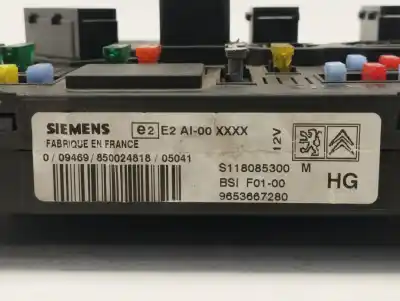 SIEMENS e2 E2 AI-00 XXXX
FABRIQUE EN FRANCE
0 / 09469 / 850024818 / 05041
12V
S118085300 M
BSI F01-00 HG
9653667280